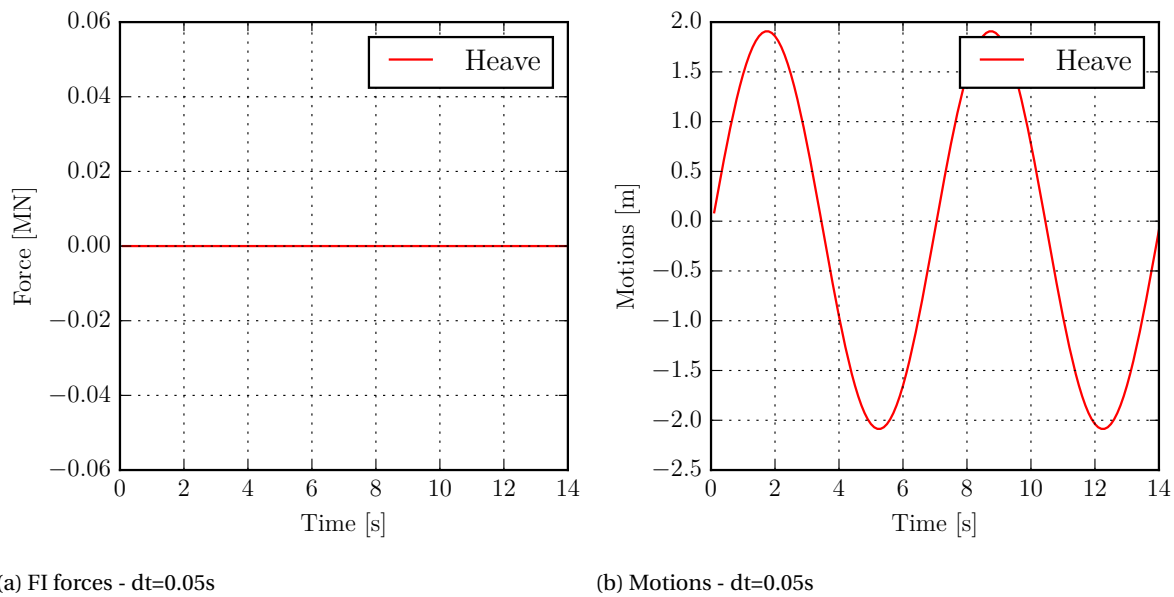 0.06
0.04
0.02
0.00
−0.02
−0.04
−0.06
0 2 4 6 8 10 12 14
Force [MN]
Time [s]
Heave
2.0
1.5
1.0
0.5
0.0
−0.5
−1.0
−1.5
−2.0
−2.5
0 2 4 6 8 10 12 14
Motions [m]
Time [s]
Heave
(a) FI forces - dt=0.05s
(b) Motions - dt=0.05s